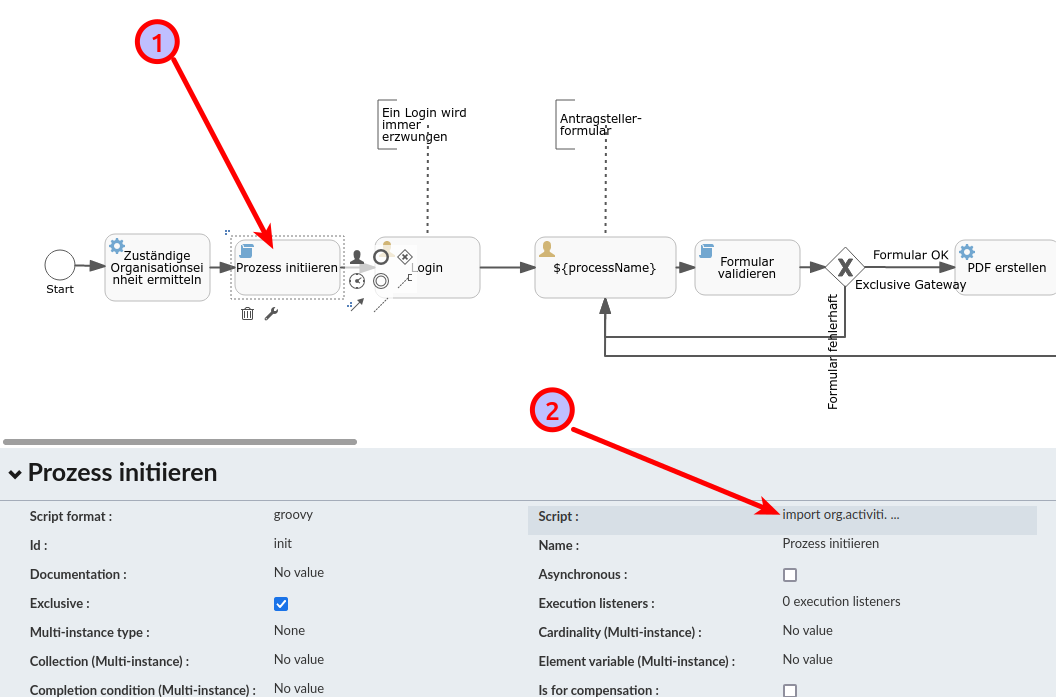 1
Ein Login wird
immer
erzwungen
Antragsteller-
formular
Zuständige
Organisationsei
nheit ermitteln
Prozess initiieren
Login
${processName}
Formular
validieren
Formular OK
Exclusive Gateway
PDF erstellen
Start
Formular fehlerhaft
2
Prozess initiieren
Script format :
groovy
Script :
import org.activiti. ...
Id :
init
Name :
Prozess initiieren
Documentation :
No value
Asynchronous :
Exclusive :
Execution listeners :
0 execution listeners
Multi-instance type :
None
Cardinality (Multi-instance) :
No value
Collection (Multi-instance) :
No value
Element variable (Multi-instance) :
No value
Completion condition (Multi-instance) :
No value
Is for compensation :